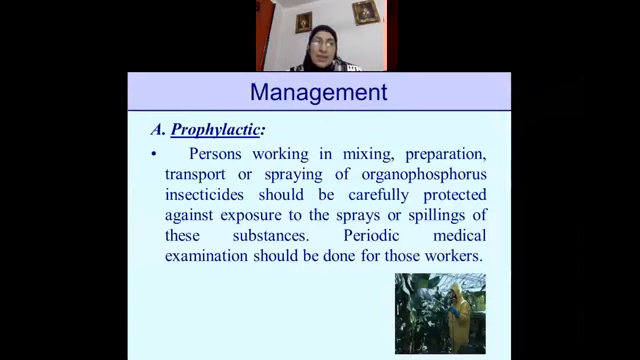 Management
A. Prophylactic:
• Persons working in mixing, preparation,
transport or spraying of organophosphorus
insecticides should be carefully protected
against exposure to the sprays or spillings of
these substances. Periodic medical
examination should be done for those workers.